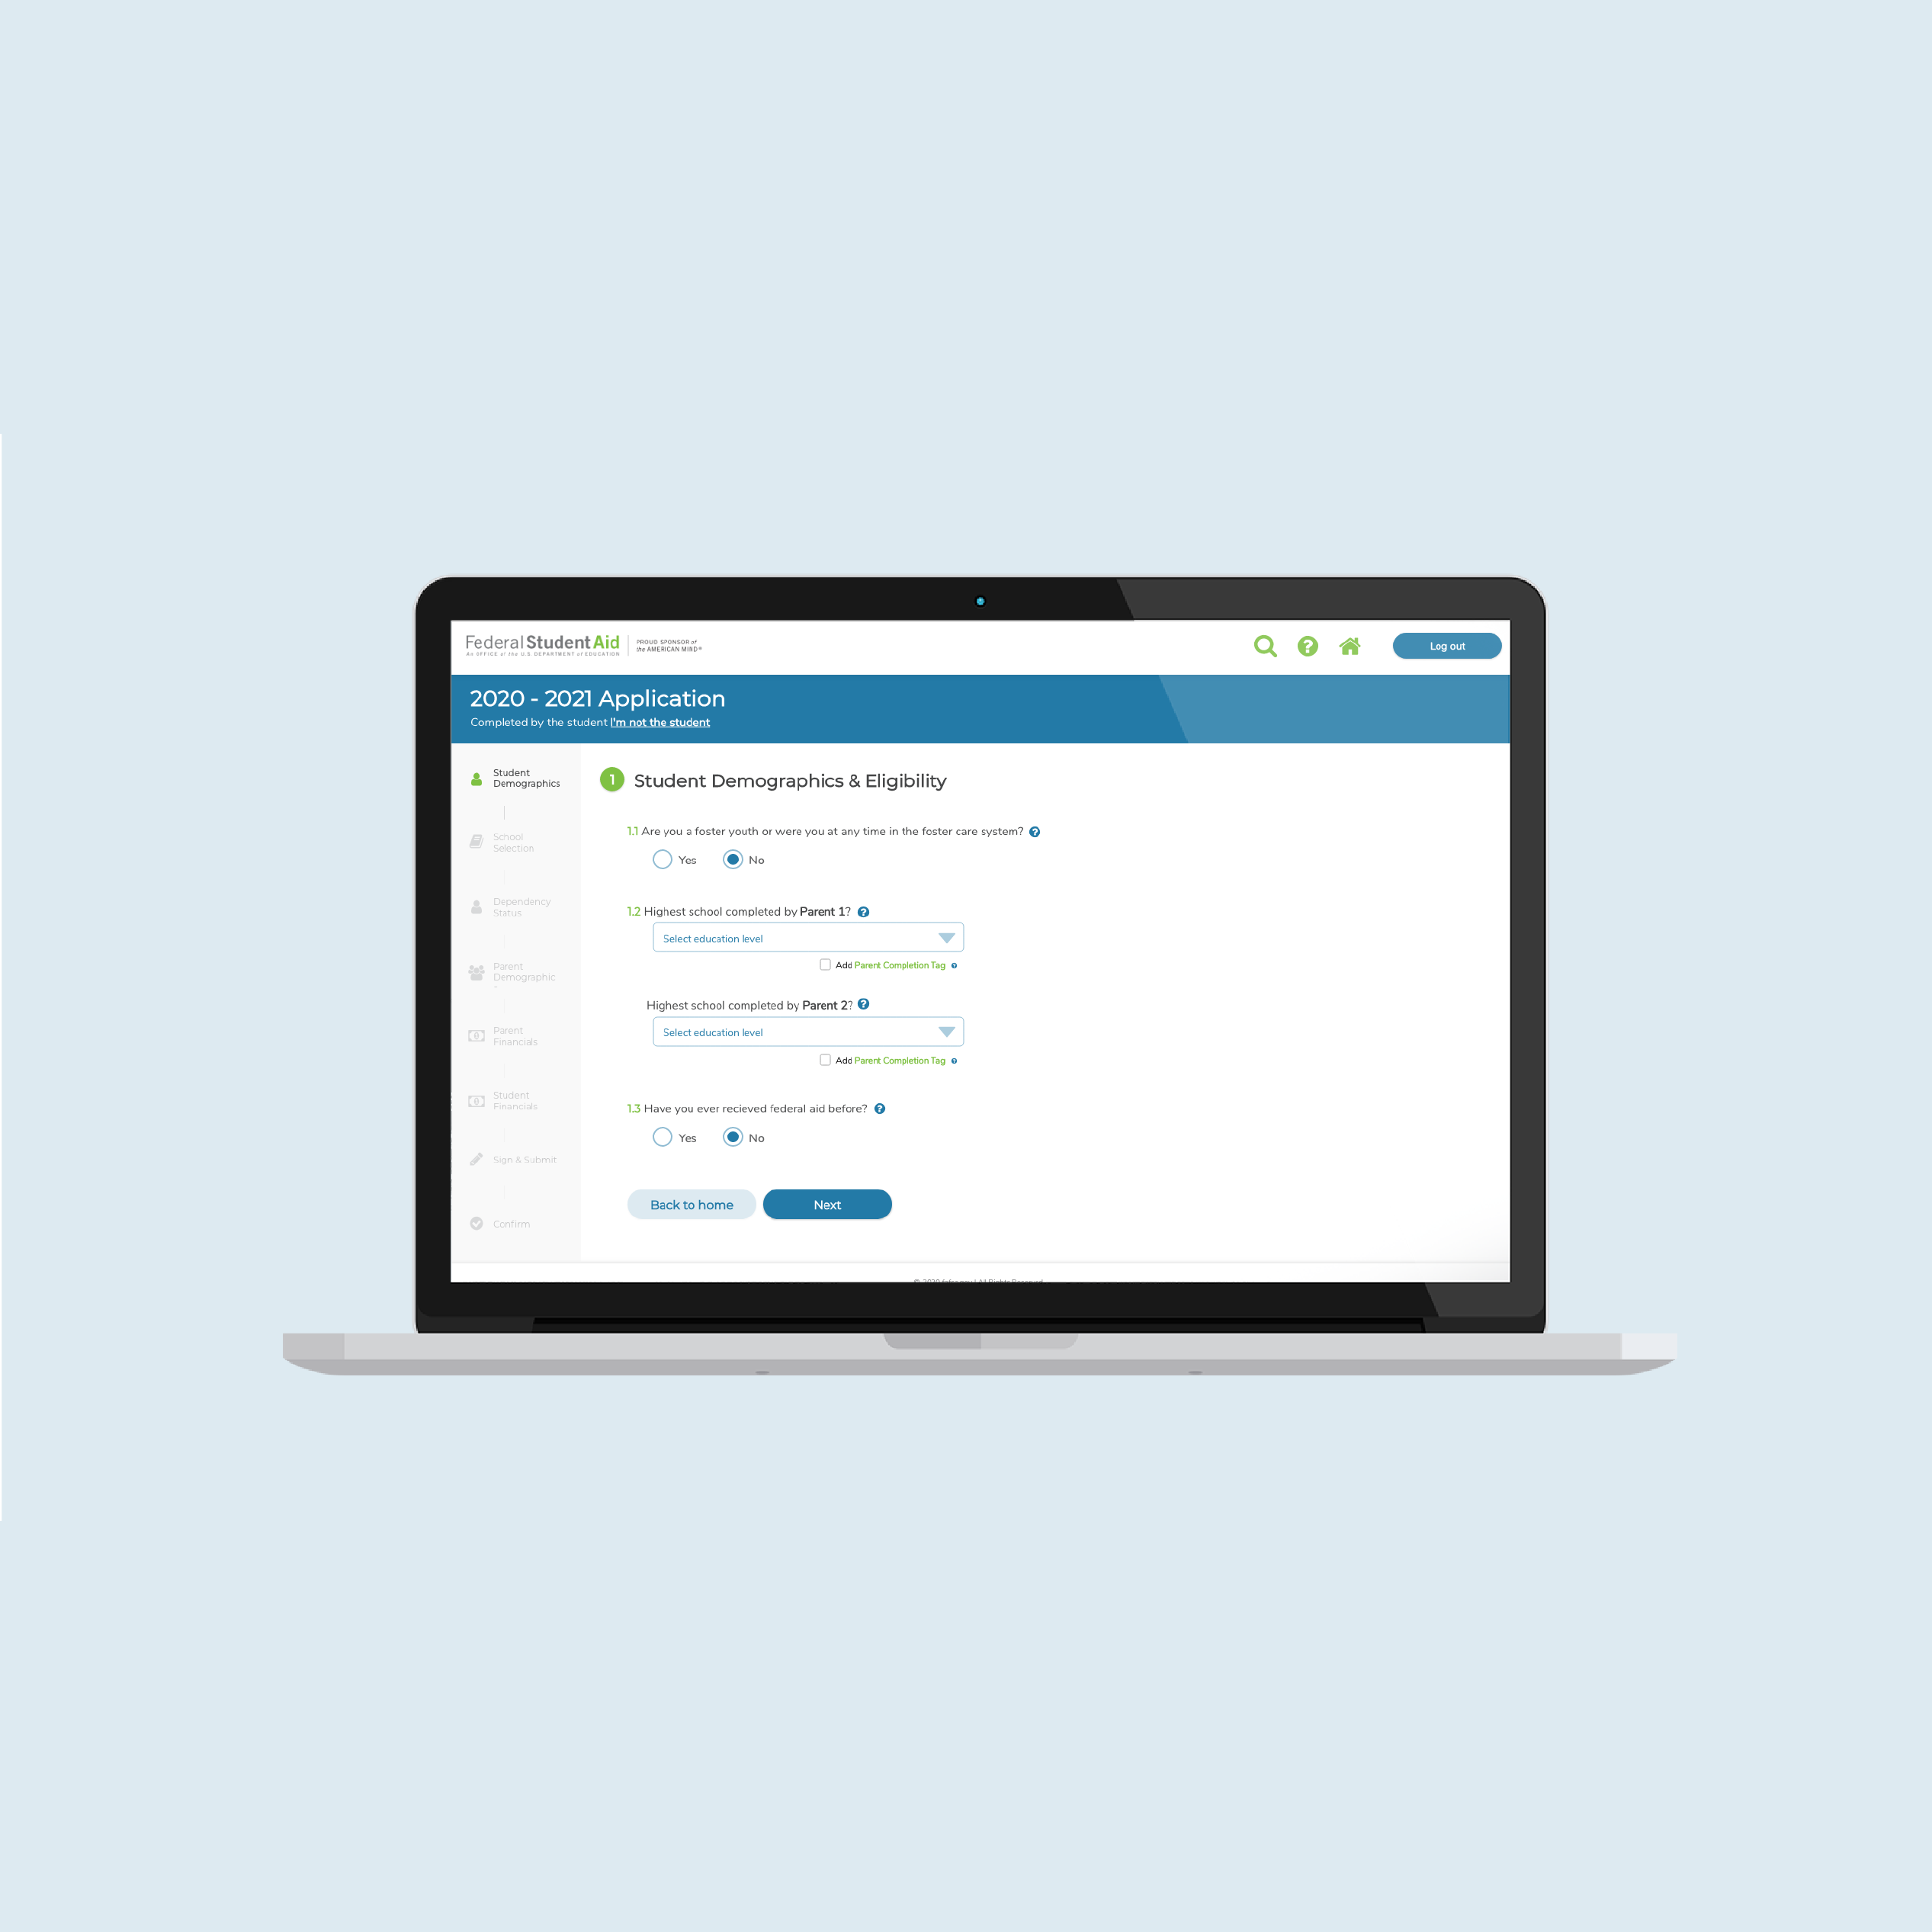 Federal Student Aid
An OFFICE of the U.S. DEPARTMENT of EDUCATION
PROUD SPONSOR of
the AMERICAN MIND®
Log out
2020 - 2021 Application
Completed by the student I'm not the student
Student
Demographics
School
Selection
Dependency
Status
Parent
Demographic
Parent
Financials
Student
Financials
Sign & Submit
Confirm
1 Student Demographics & Eligibility
1.1 Are you a foster youth or were you at any time in the foster care system? ?
Yes No
1.2 Highest school completed by Parent 1? ?
Select education level
Add Parent Completion Tag ?
Highest school completed by Parent 2? ?
Select education level
Add Parent Completion Tag ?
1.3 Have you ever recieved federal aid before? ?
Yes No
Back to home Next